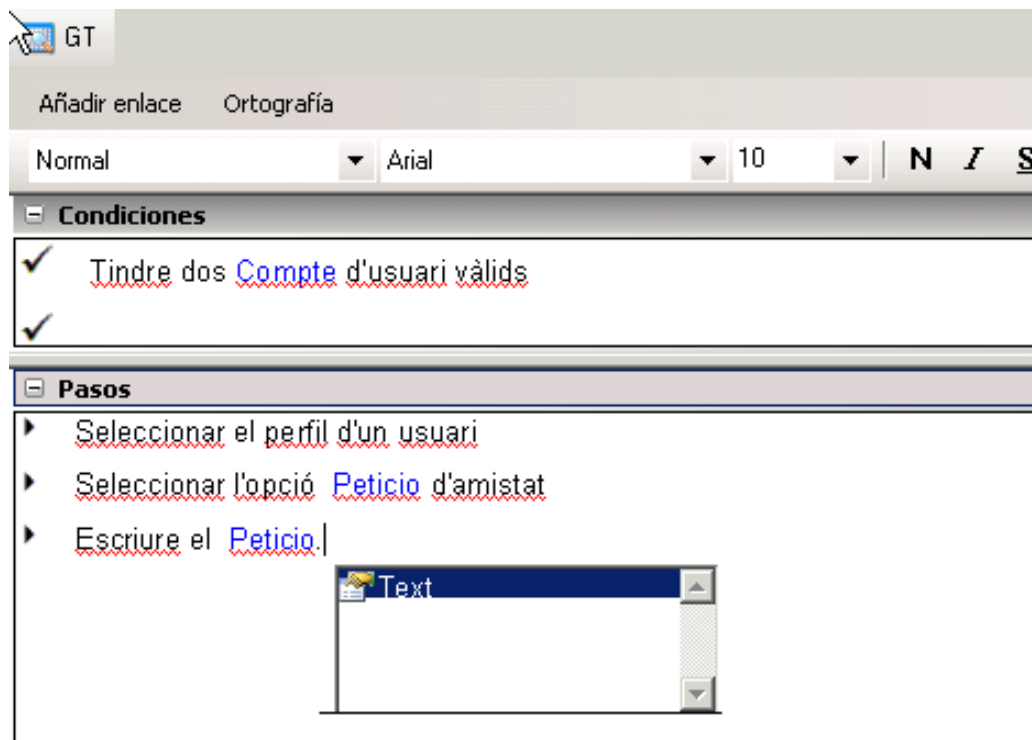 GT
Añadir enlace Ortografía
Normal Arial 10 N I S
Condiciones
Tindre dos Compte d'usuari vàlids
Pasos
Seleccionar el perfil d'un usuari
Seleccionar l'opció Peticio d'amistat
Escriure el Peticio.
Text